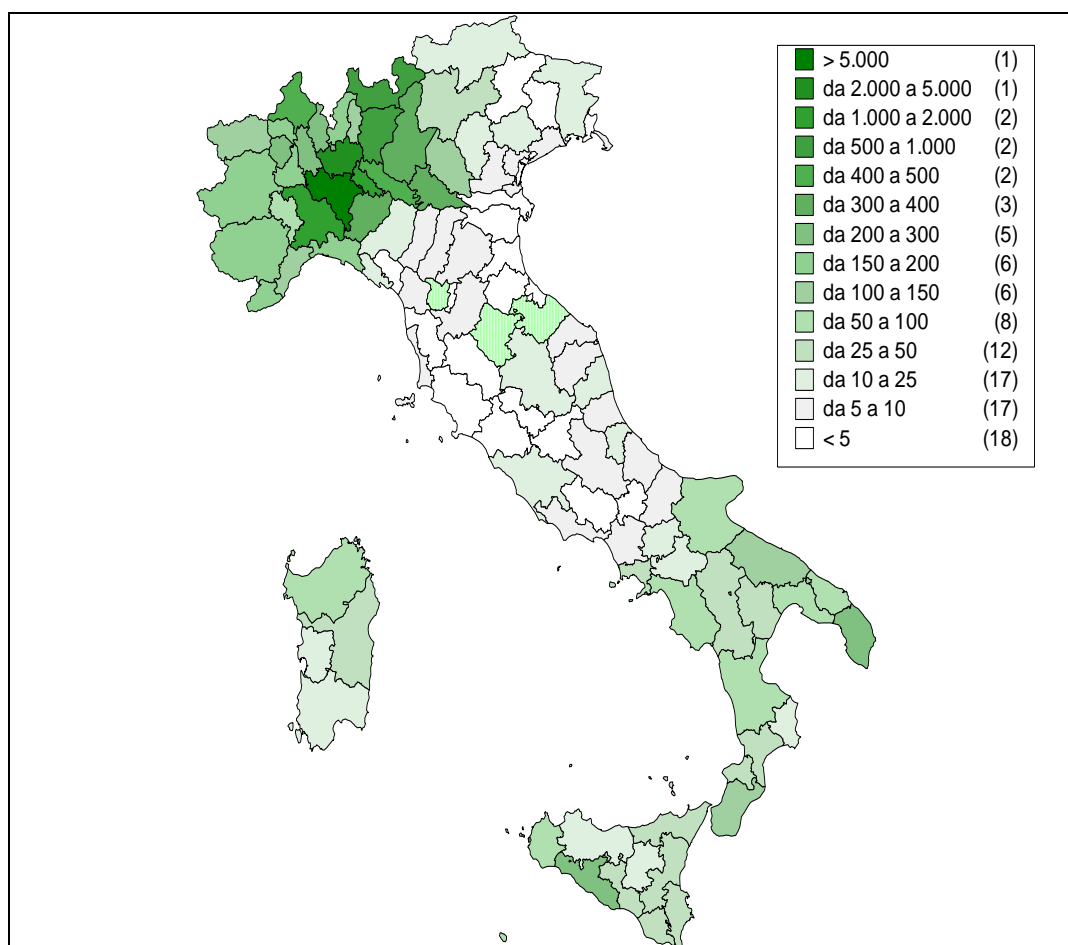 > 5.000 (1)
da 2.000 a 5.000 (1)
da 1.000 a 2.000 (2)
da 500 a 1.000 (2)
da 400 a 500 (2)
da 300 a 400 (3)
da 200 a 300 (5)
da 150 a 200 (6)
da 100 a 150 (6)
da 50 a 100 (8)
da 25 a 50 (12)
da 10 a 25 (17)
da 5 a 10 (17)
< 5 (18)